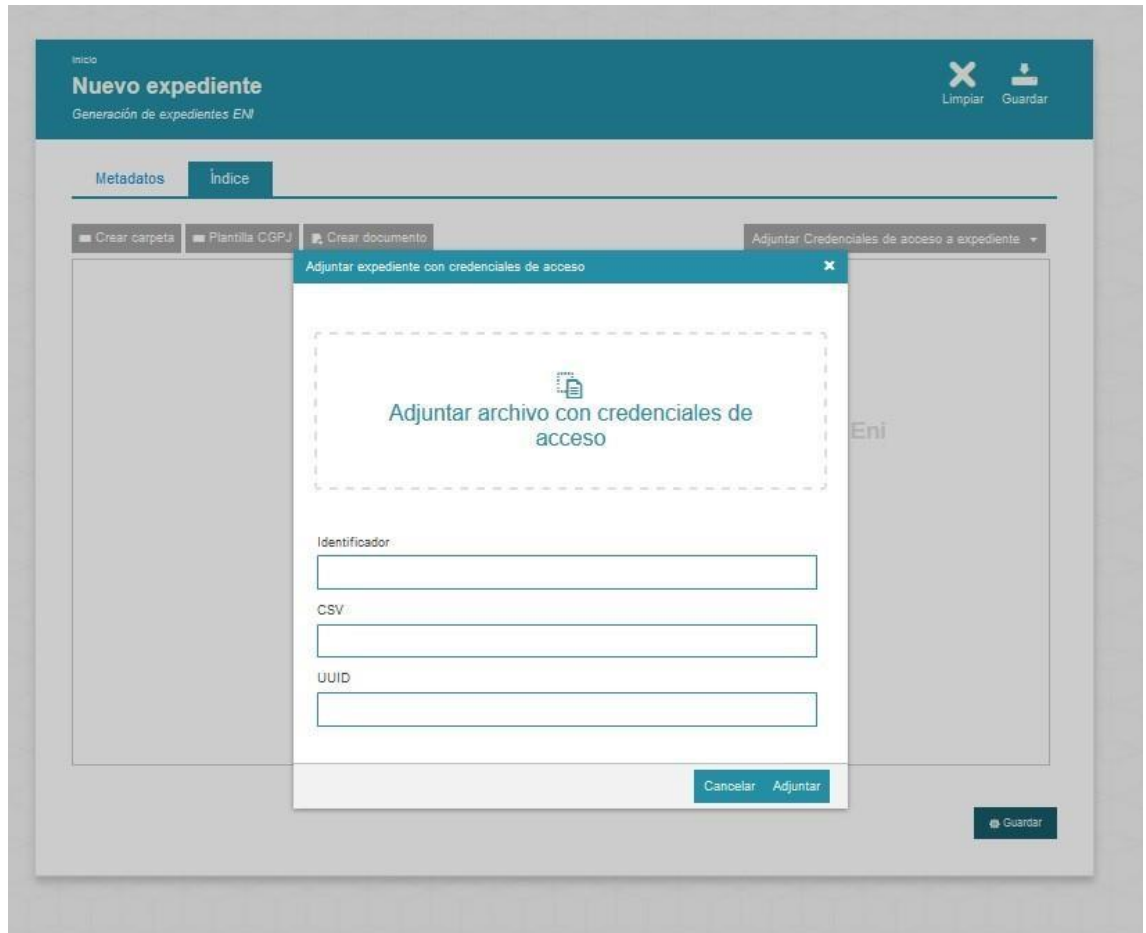 Inicio
Nuevo expediente
Generación de expedientes ENI
Limpiar Guardar
Metadatos Índice
Crear carpeta Plantilla CGPJ Crear documento Adjuntar Credenciales de acceso a expediente
Adjuntar expediente con credenciales de acceso
Adjuntar archivo con credenciales de
acceso
Eni
Identificador
CSV
UUID
Cancelar Adjuntar
Guardar